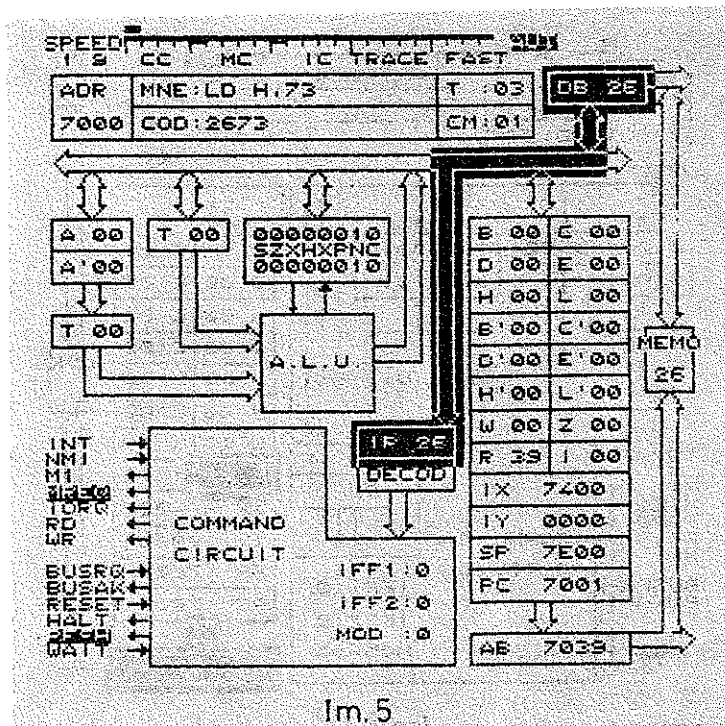 SPEED
1 9 CC MC IC TRACE FAST
ADR MNE:LD H,73 T :03 DB 26
7000 COD:2673 CM:01
A 00 T 00 00000010 B 00 C 00
A'00 SZXHXPNC D 00 E 00
00000010
H 00 L 00
T 00 B'00 C'00 MEMO
A.L.U. D'00 E'00 26
H'00 L'00
IR 26 W 00 Z 00
INT R 39 I 00
NMI DECOD
M1 IX 7400
IORQ COMMAND IY 0000
RD CIRCUIT
WR SP 7E00
BUSRQ IFF1:0 PC 7001
BUSAK
RESET IFF2:0
HALT
MOD :0 AB 7039
WAIT
Im.5